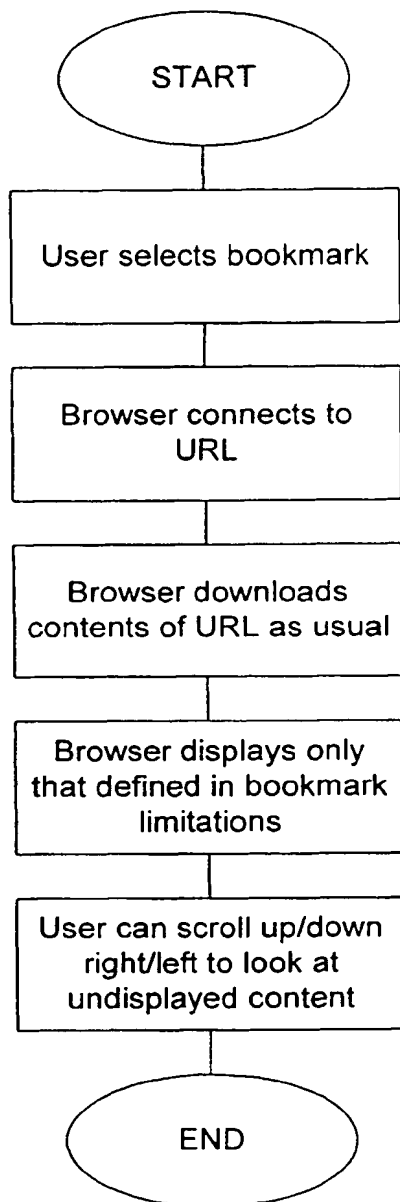 START
User selects bookmark
Browser connects to
URL
Browser downloads
contents of URL as usual
Browser displays only
that defined in bookmark
limitations
User can scroll up/down
right/left to look at
undisplayed content
END